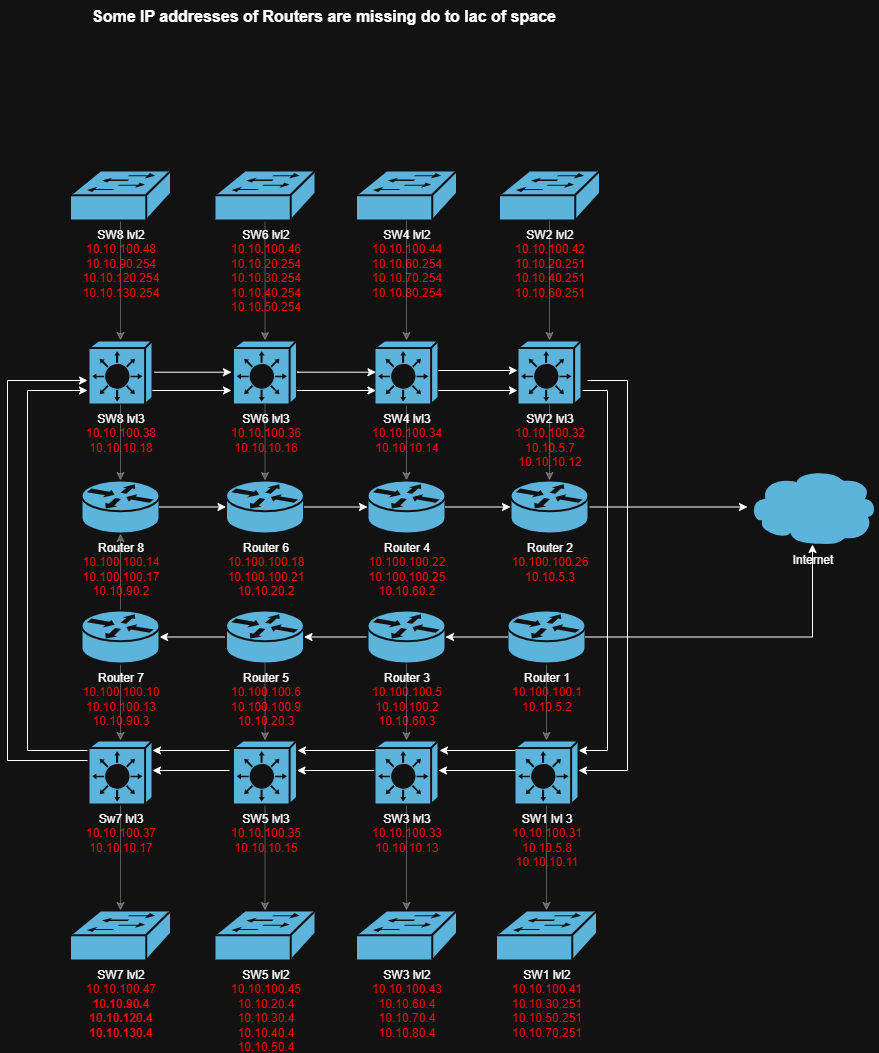 Some IP addresses of Routers are missing do to lac of space
SW8 lvl2
10.10.100.48
10.10.90.254
10.10.120.254
10.10.130.254
SW6 lvl2
10.10.100.46
10.10.20.254
10.10.30.254
10.10.40.254
10.10.50.254
SW4 lvl2
10.10.100.44
10.10.60.254
10.10.70.254
10.10.80.254
SW2 lvl2
10.10.100.42
10.10.20.251
10.10.40.251
10.10.60.251
SW8 lvl3
10.10.100.38
10.10.10.18
SW6 lvl3
10.10.100.36
10.10.10.16
SW4 lvl3
10.10.100.34
10.10.10.14
SW2 lvl3
10.10.100.32
10.10.5.7
10.10.10.12
Router 8
10.100.100.14
10.100.100.17
10.10.90.2
Router 6
10.100.100.18
10.100.100.21
10.10.20.2
Router 4
10.100.100.22
10.100.100.25
10.10.60.2
Router 2
10.100.100.26
10.10.5.3
Internet
Router 7
10.100.100.10
10.100.100.13
10.10.90.3
Router 5
10.100.100.6
10.100.100.9
10.10.20.3
Router 3
10.100.100.5
10.100.100.2
10.10.60.3
Router 1
10.100.100.1
10.10.5.2
Sw7 lvl3
10.10.100.37
10.10.10.17
SW5 lvl3
10.10.100.35
10.10.10.15
SW3 lvl3
10.10.100.33
10.10.10.13
SW1 lvl 3
10.10.100.31
10.10.5.8
10.10.10.11
SW7 lvl2
10.10.100.47
10.10.90.4
10.10.120.4
10.10.130.4
SW5 lvl2
10.10.100.45
10.10.20.4
10.10.30.4
10.10.40.4
10.10.50.4
SW3 lvl2
10.10.100.43
10.10.60.4
10.10.70.4
10.10.80.4
SW1 lvl2
10.10.100.41
10.10.30.251
10.10.50.251
10.10.70.251